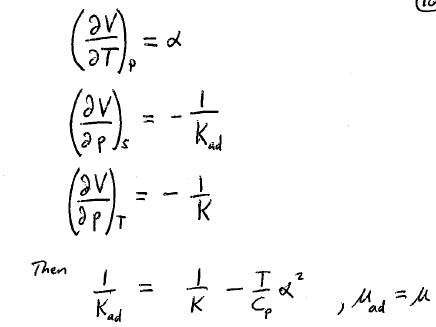 (∂V/∂T)_p = α
(∂V/∂p)_s = - 1/K_ad
(∂V/∂p)_T = - 1/K
Then 1/K_ad = 1/K - T/C_p α² , μ_ad = μ